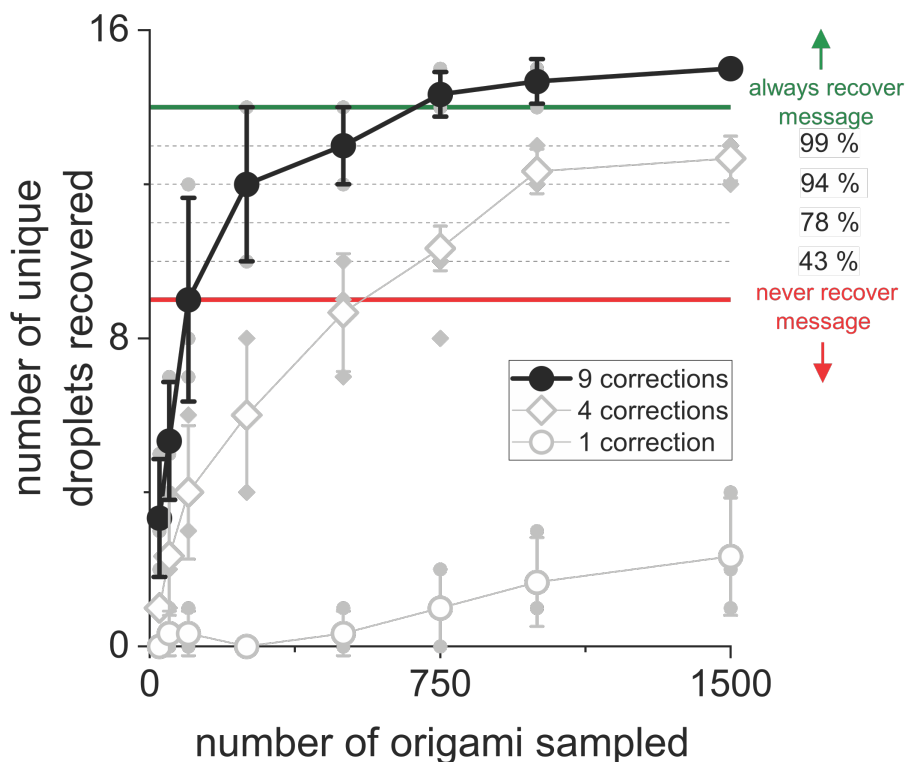 16
8
0
0
750
1500
number of unique
droplets recovered
number of origami sampled
always recover
message
99 %
94 %
78 %
43 %
never recover
message
9 corrections
4 corrections
1 correction